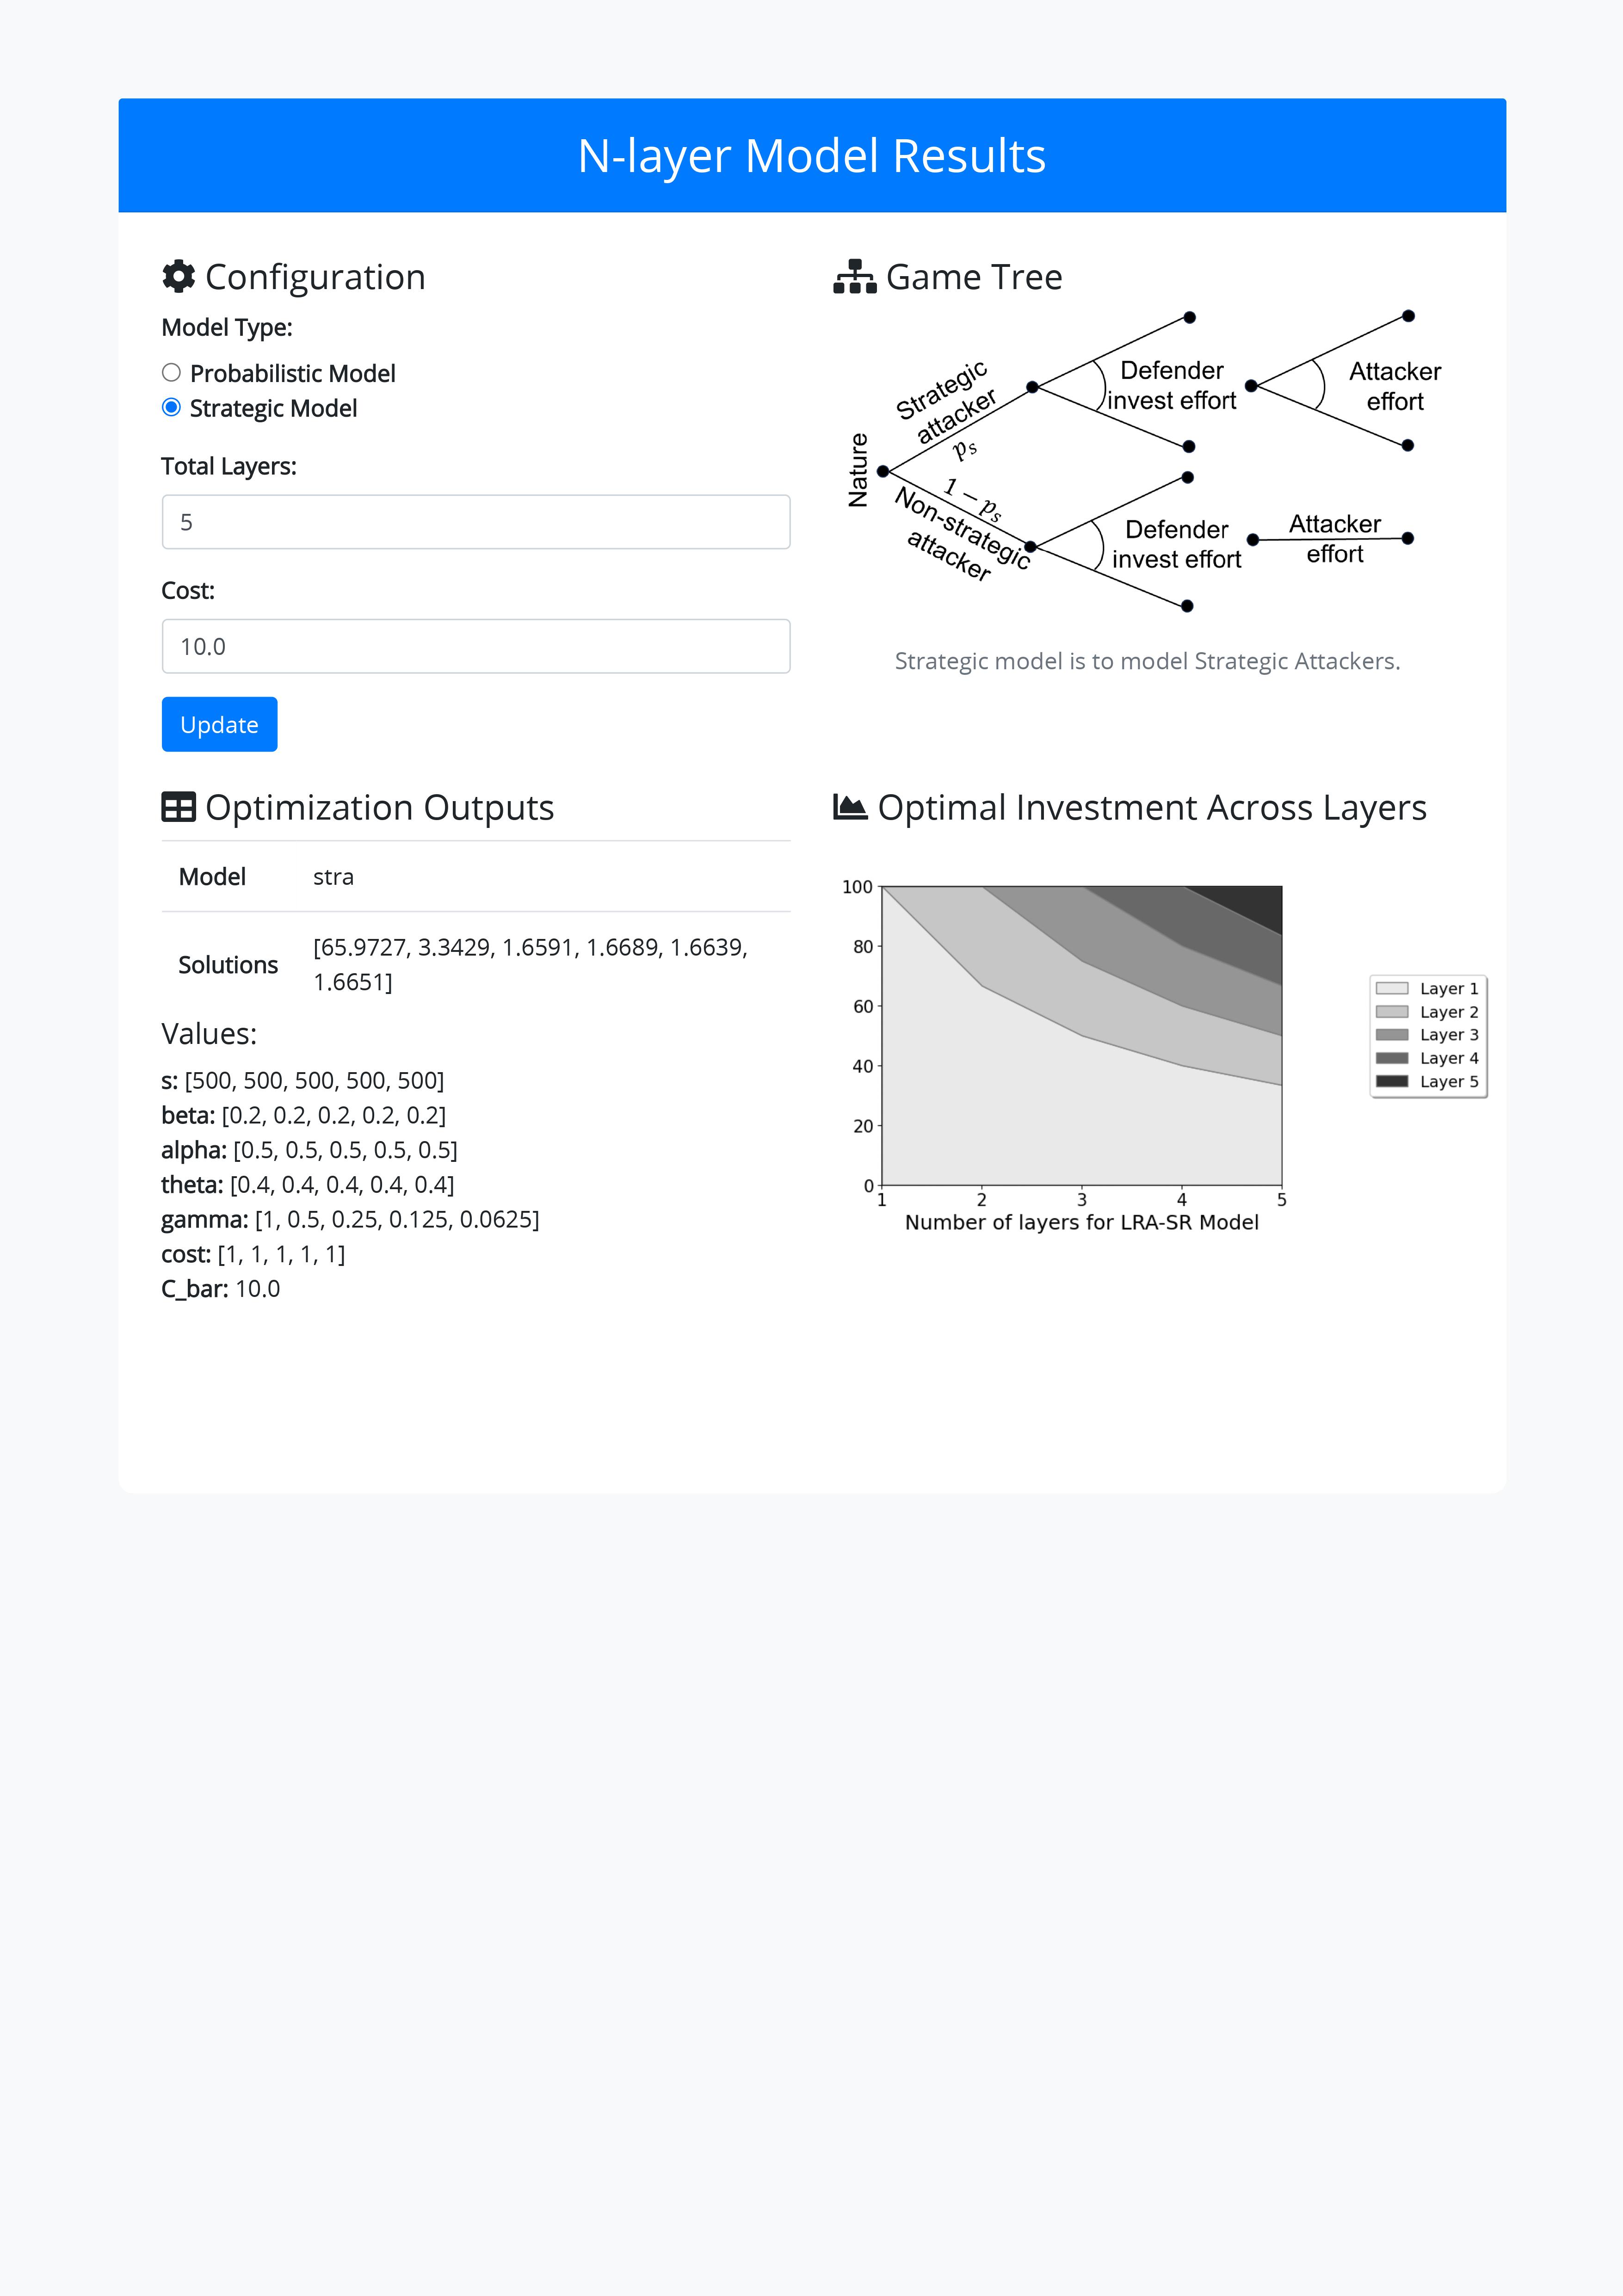 N-layer Model Results
Configuration
Model Type:
Probabilistic Model
Strategic Model
Total Layers:
5
Cost:
10.0
Update
Game Tree
Nature
Strategic
attacker
pₛ
1 − pₛ
Non-strategic
attacker
Defender
invest effort
Attacker
effort
Defender
invest effort
Attacker
effort
Strategic model is to model Strategic Attackers.
Optimization Outputs
Model stra
Solutions [65.9727, 3.3429, 1.6591, 1.6689, 1.6639,
1.6651]
Values:
s: [500, 500, 500, 500, 500]
beta: [0.2, 0.2, 0.2, 0.2, 0.2]
alpha: [0.5, 0.5, 0.5, 0.5, 0.5]
theta: [0.4, 0.4, 0.4, 0.4, 0.4]
gamma: [1, 0.5, 0.25, 0.125, 0.0625]
cost: [1, 1, 1, 1, 1]
C_bar: 10.0
Optimal Investment Across Layers
100
80
60
40
20
0
1 2 3 4 5
Number of layers for LRA-SR Model
Layer 1
Layer 2
Layer 3
Layer 4
Layer 5